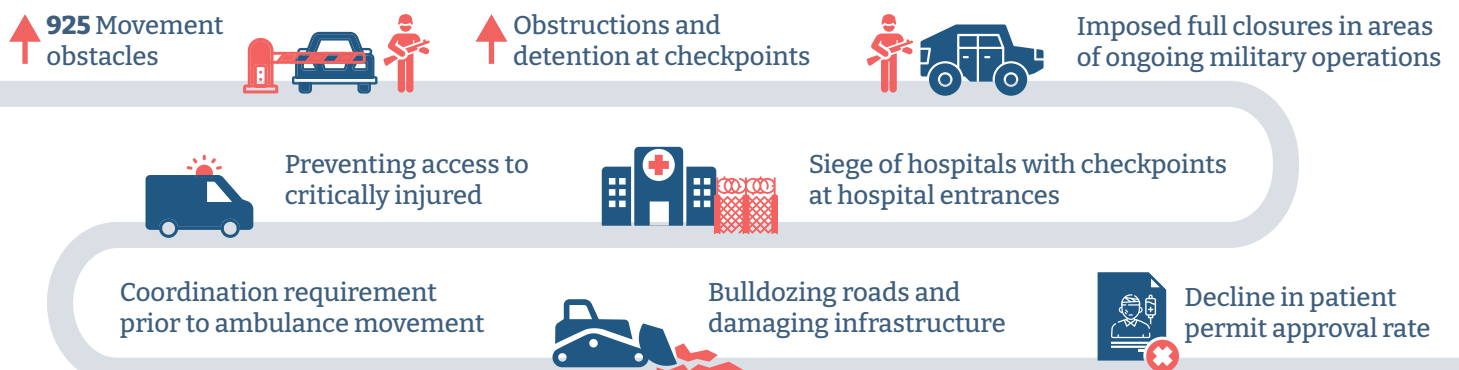 925 Movement
obstacles
Obstructions and
detention at checkpoints
Imposed full closures in areas
of ongoing military operations
Preventing access to
critically injured
Siege of hospitals with checkpoints
at hospital entrances
Coordination requirement
prior to ambulance movement
Bulldozing roads and
damaging infrastructure
Decline in patient
permit approval rate